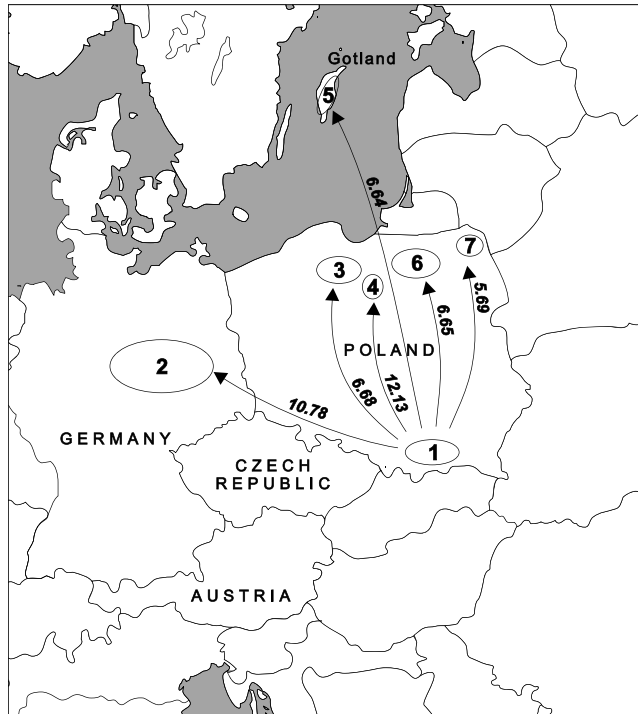 Gotland
5
6.64
7
3
6
4
5.69
6.65
POLAND
2
12.13
6.68
10.78
GERMANY
1
CZECH
REPUBLIC
AUSTRIA